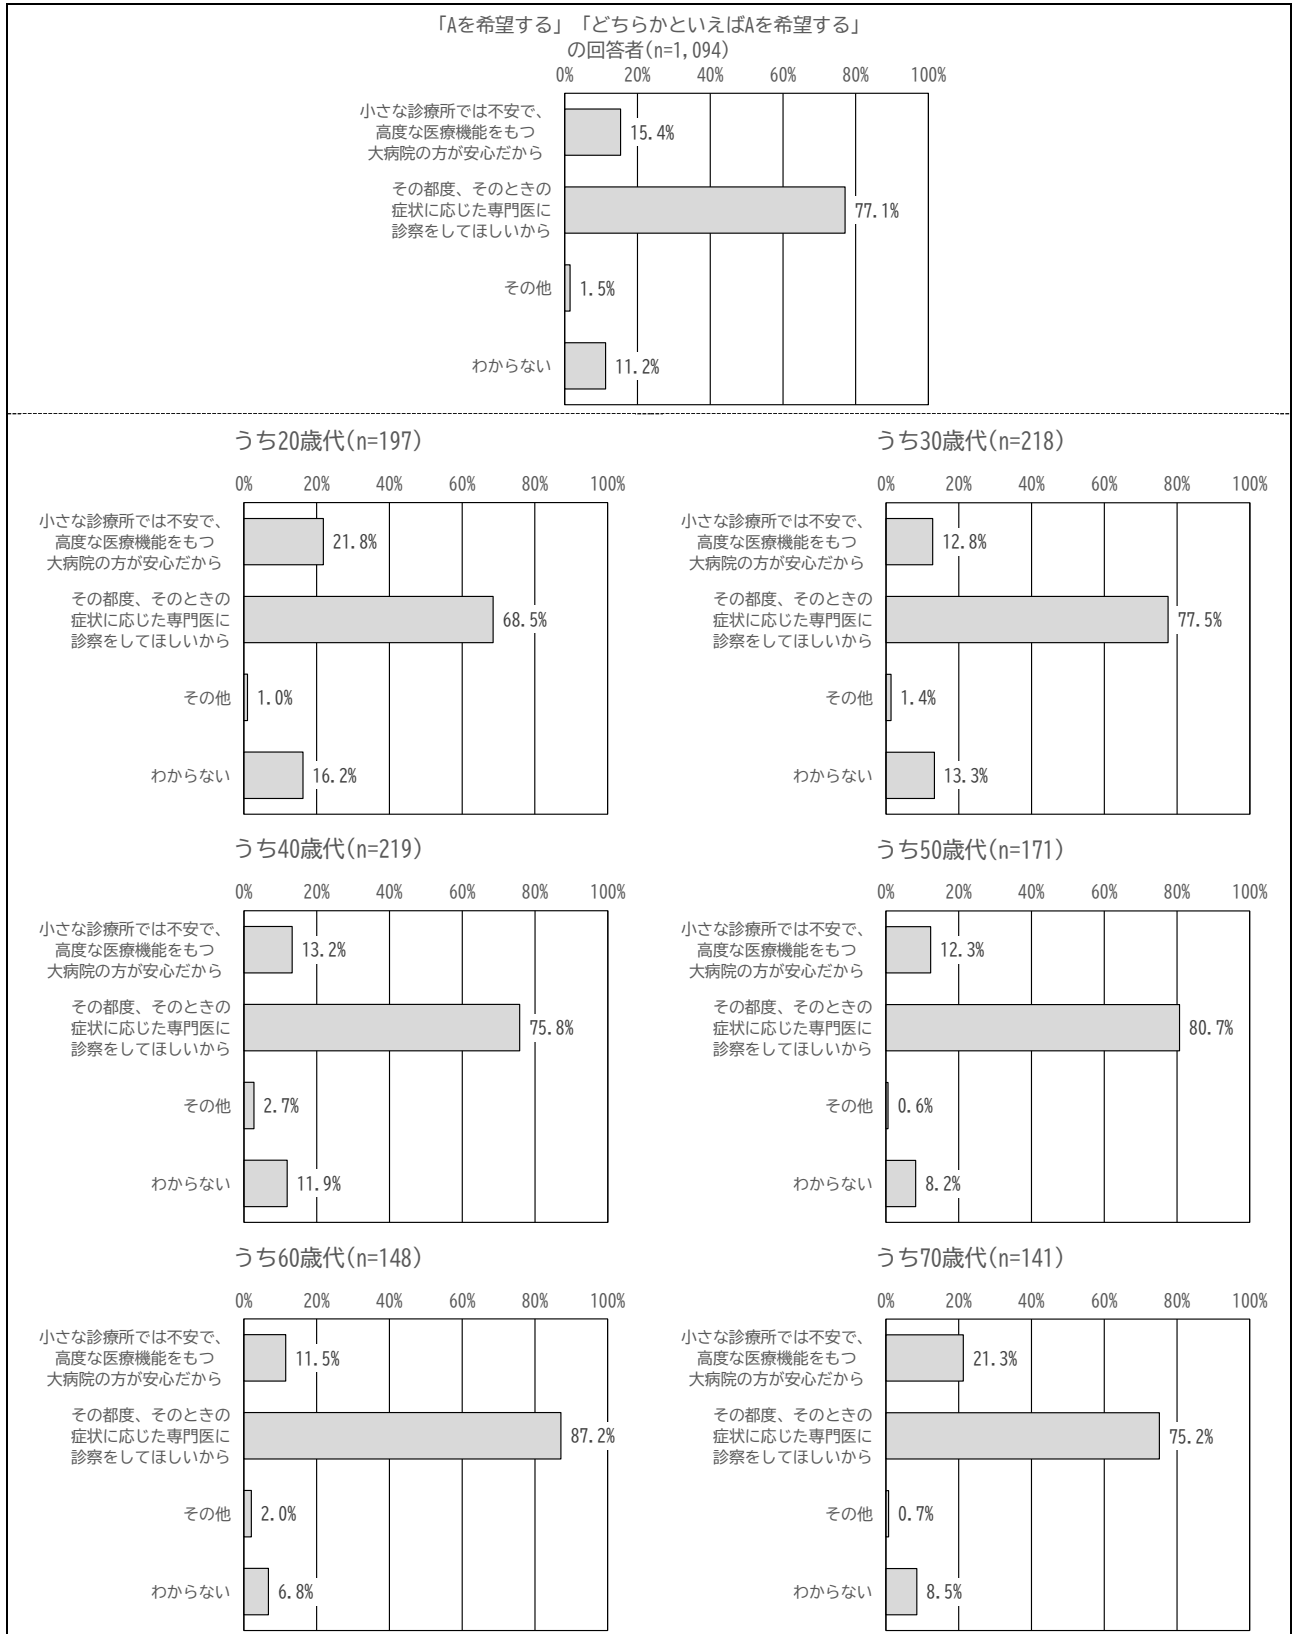 「Aを希望する」「どちらかといえばAを希望する」
の回答者(n=1,094)
0% 20% 40% 60% 80% 100%
小さな診療所では不安で、
高度な医療機能をもつ
大病院の方が安心だから
15.4%
その都度、そのときの
症状に応じた専門医に
診察をしてほしいから
77.1%
その他
1.5%
わからない
11.2%
うち20歳代(n=197)
0% 20% 40% 60% 80% 100%
小さな診療所では不安で、
高度な医療機能をもつ
大病院の方が安心だから
21.8%
その都度、そのときの
症状に応じた専門医に
診察をしてほしいから
68.5%
その他
1.0%
わからない
16.2%
うち30歳代(n=218)
0% 20% 40% 60% 80% 100%
小さな診療所では不安で、
高度な医療機能をもつ
大病院の方が安心だから
12.8%
その都度、そのときの
症状に応じた専門医に
診察をしてほしいから
77.5%
その他
1.4%
わからない
13.3%
うち40歳代(n=219)
0% 20% 40% 60% 80% 100%
小さな診療所では不安で、
高度な医療機能をもつ
大病院の方が安心だから
13.2%
その都度、そのときの
症状に応じた専門医に
診察をしてほしいから
75.8%
その他
2.7%
わからない
11.9%
うち50歳代(n=171)
0% 20% 40% 60% 80% 100%
小さな診療所では不安で、
高度な医療機能をもつ
大病院の方が安心だから
12.3%
その都度、そのときの
症状に応じた専門医に
診察をしてほしいから
80.7%
その他
0.6%
わからない
8.2%
うち60歳代(n=148)
0% 20% 40% 60% 80% 100%
小さな診療所では不安で、
高度な医療機能をもつ
大病院の方が安心だから
11.5%
その都度、そのときの
症状に応じた専門医に
診察をしてほしいから
87.2%
その他
2.0%
わからない
6.8%
うち70歳代(n=141)
0% 20% 40% 60% 80% 100%
小さな診療所では不安で、
高度な医療機能をもつ
大病院の方が安心だから
21.3%
その都度、そのときの
症状に応じた専門医に
診察をしてほしいから
75.2%
その他
0.7%
わからない
8.5%